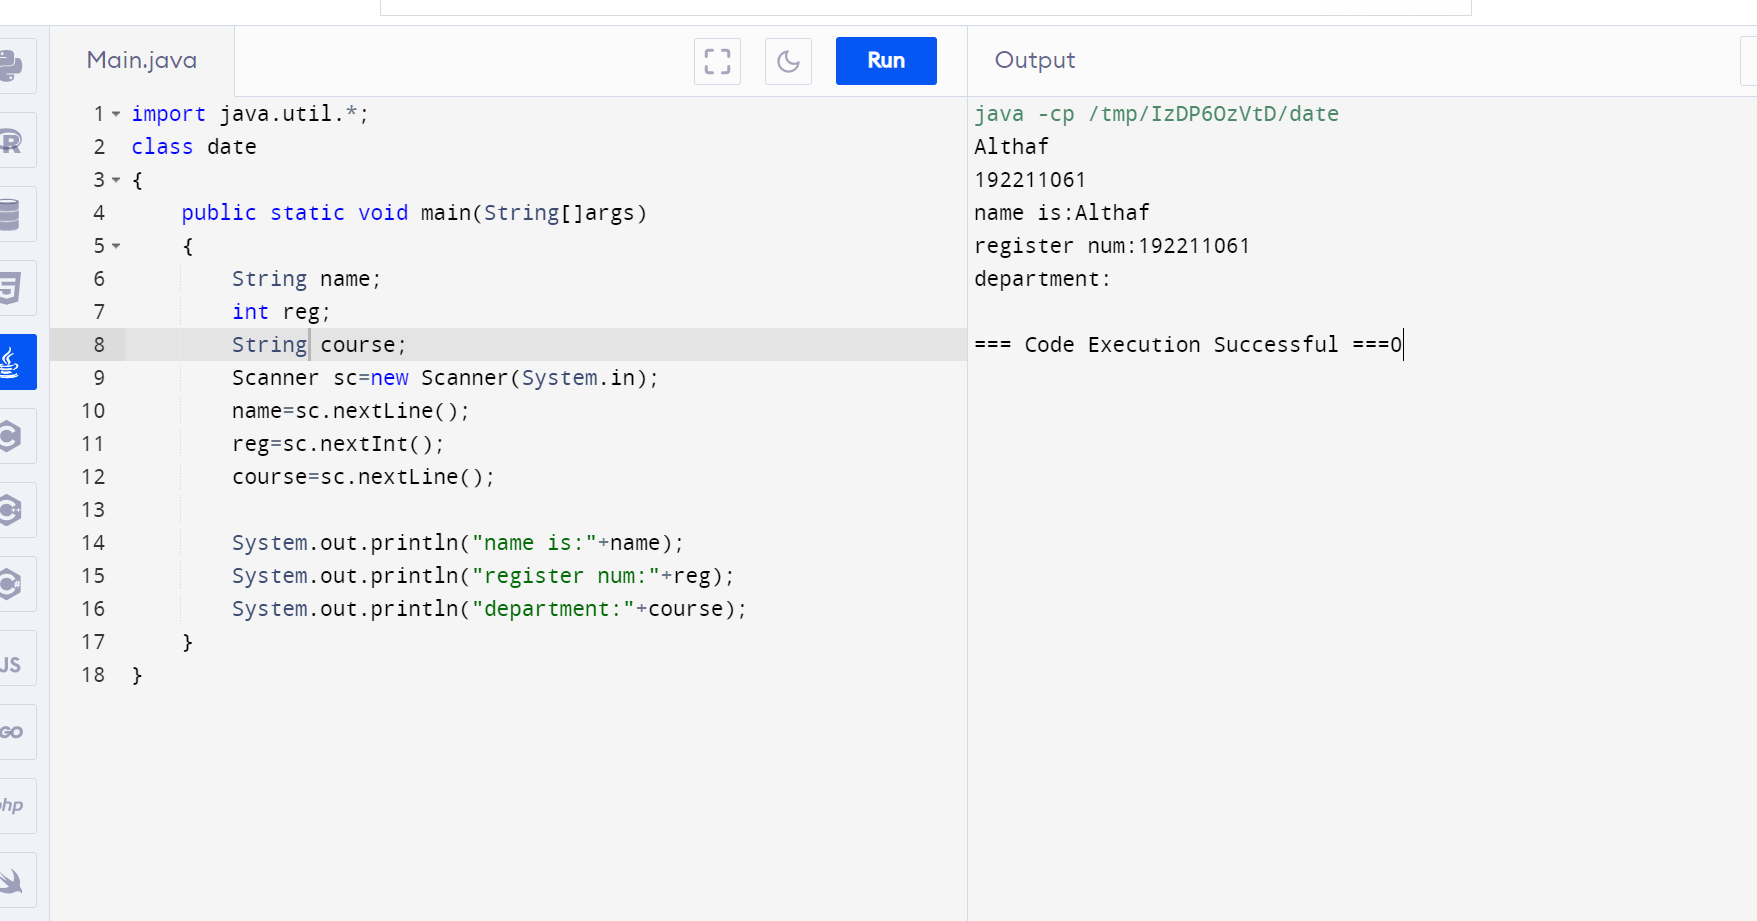 Main.java
Run
Output
1 import java.util.*;
2 class date
3 {
4     public static void main(String[]args)
5     {
6         String name;
7         int reg;
8         String course;
9         Scanner sc=new Scanner(System.in);
10         name=sc.nextLine();
11         reg=sc.nextInt();
12         course=sc.nextLine();
13
14         System.out.println("name is:"+name);
15         System.out.println("register num:"+reg);
16         System.out.println("department:"+course);
17     }
18 }
java -cp /tmp/IzDP6OzVtD/date
Althaf
192211061
name is:Althaf
register num:192211061
department:
=== Code Execution Successful ===0
R
5
C
C
C#
JS
GO
php